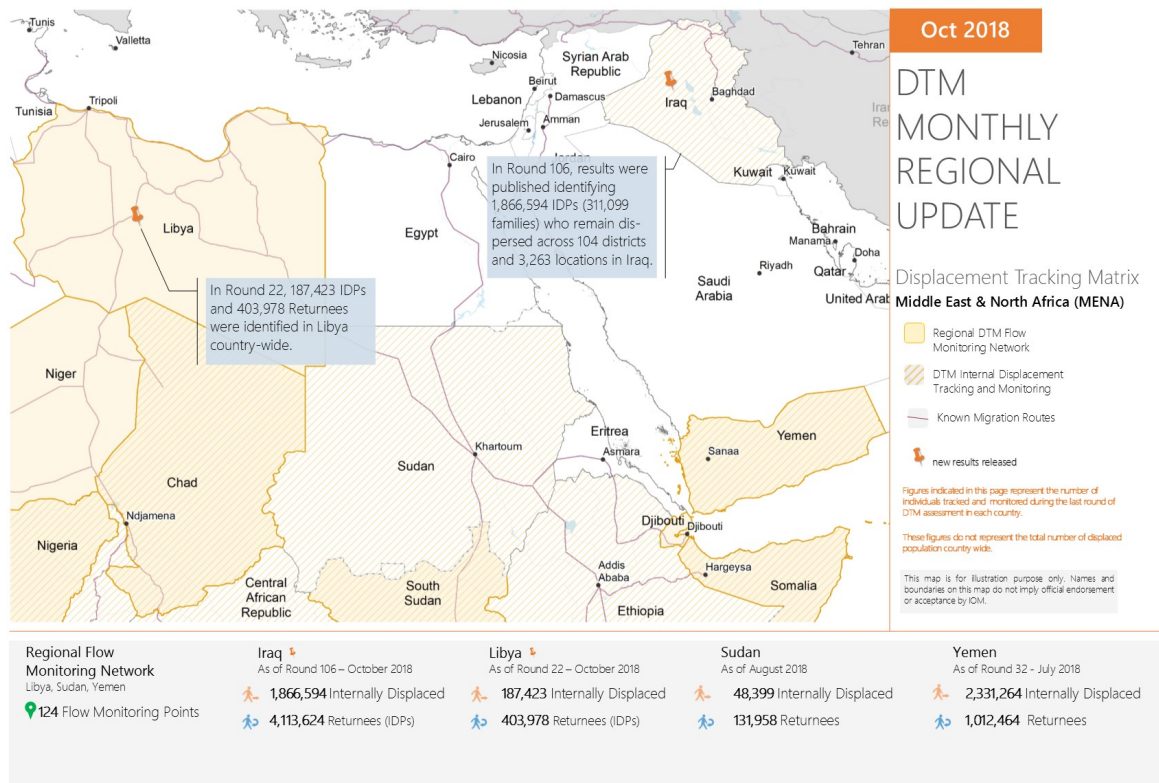 Tunis
Valletta
Tunisia
Tripoli
Nicosia
Syrian Arab
Republic
Tehran
Beirut
Lebanon
Damascus
Iraq
Baghdad
Jerusalem
Amman
Cairo
Kuwait
Kuwait
Libya
Egypt
Bahrain
Manama
Doha
Riyadh
Qatar
Saudi
Arabia
United Arab
In Round 106, results were
published identifying
1,866,594 IDPs (311,099
families) who remain dis-
persed across 104 districts
and 3,263 locations in Iraq.
In Round 22, 187,423 IDPs
and 403,978 Returnees
were identified in Libya
country-wide.
Niger
Chad
Ndjamena
Nigeria
Sudan
Khartoum
Eritrea
Asmara
Yemen
Sanaa
Djibouti
Djibouti
Hargeysa
Somalia
Addis
Ababa
Ethiopia
South
Sudan
Central
African
Republic
Oct 2018
DTM
MONTHLY
REGIONAL
UPDATE
Displacement Tracking Matrix
Middle East & North Africa (MENA)
Regional DTM Flow
Monitoring Network
DTM Internal Displacement
Tracking and Monitoring
Known Migration Routes
new results released
Figures indicated in this page represent the number of
individuals tracked and monitored during the last round of
DTM assessment in each country.
These figures do not represent the total number of displaced
population country wide.
This map is for illustration purpose only. Names and
boundaries on this map do not imply official endorsement
or acceptance by IOM.
Regional Flow
Monitoring Network
Libya, Sudan, Yemen
124 Flow Monitoring Points
Iraq
As of Round 106 – October 2018
1,866,594 Internally Displaced
4,113,624 Returnees (IDPs)
Libya
As of Round 22 – October 2018
187,423 Internally Displaced
403,978 Returnees (IDPs)
Sudan
As of August 2018
48,399 Internally Displaced
131,958 Returnees
Yemen
As of Round 32 - July 2018
2,331,264 Internally Displaced
1,012,464 Returnees